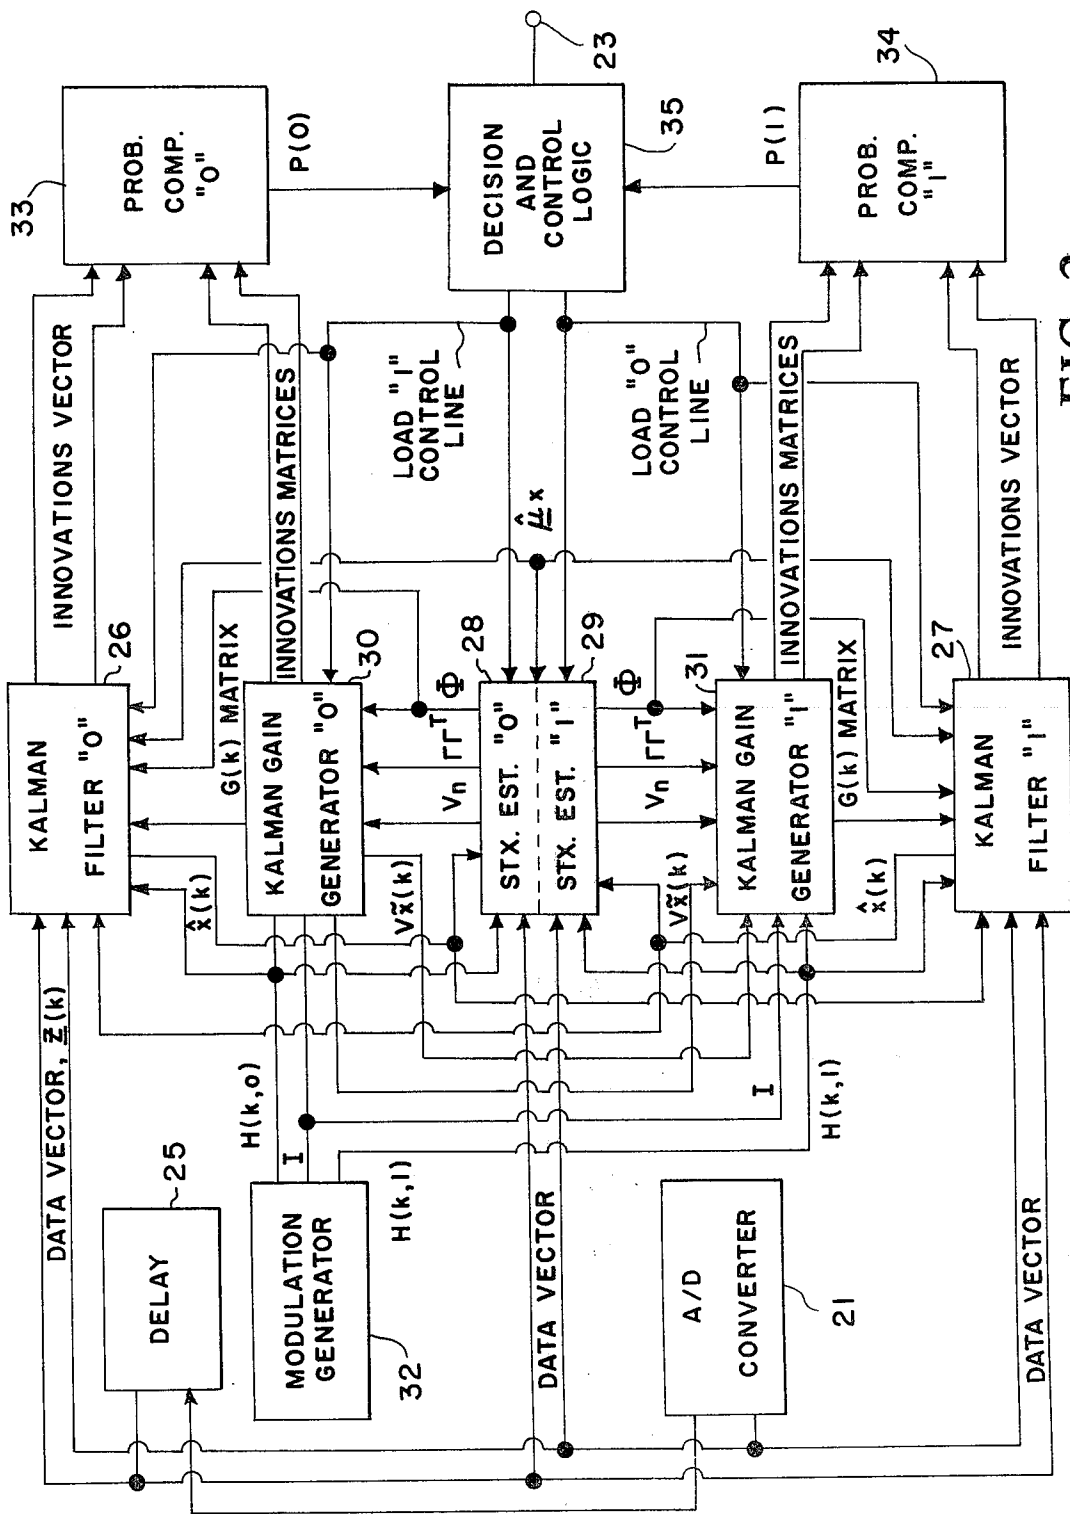 33
PROB.
COMP.
"0"
P(0)
23
DECISION
AND
CONTROL
LOGIC
35
P(1)
34
PROB.
COMP.
"1"
INNOVATIONS VECTOR
INNOVATIONS MATRICES
LOAD "1"
CONTROL
LINE
LOAD "0"
CONTROL
LINE
INNOVATIONS MATRICES
INNOVATIONS VECTOR
μ̂x
26
KALMAN
FILTER "0"
G(k) MATRIX
30
KALMAN GAIN
GENERATOR "0"
Vn
ΓΓᵀ
Φ
28
STX. EST. "0"
STX. EST. "1"
29
Vn
ΓΓᵀ
Φ
31
KALMAN GAIN
GENERATOR "1"
G(k) MATRIX
27
KALMAN
FILTER "1"
x̂(k)
Vx̃(k)
Vx̃(k)
x̂(k)
DATA VECTOR, z(k)
H(k,0)
I
H(k,1)
I
H(k,1)
25
DELAY
MODULATION
GENERATOR
32
DATA VECTOR
A/D
CONVERTER
21
DATA VECTOR